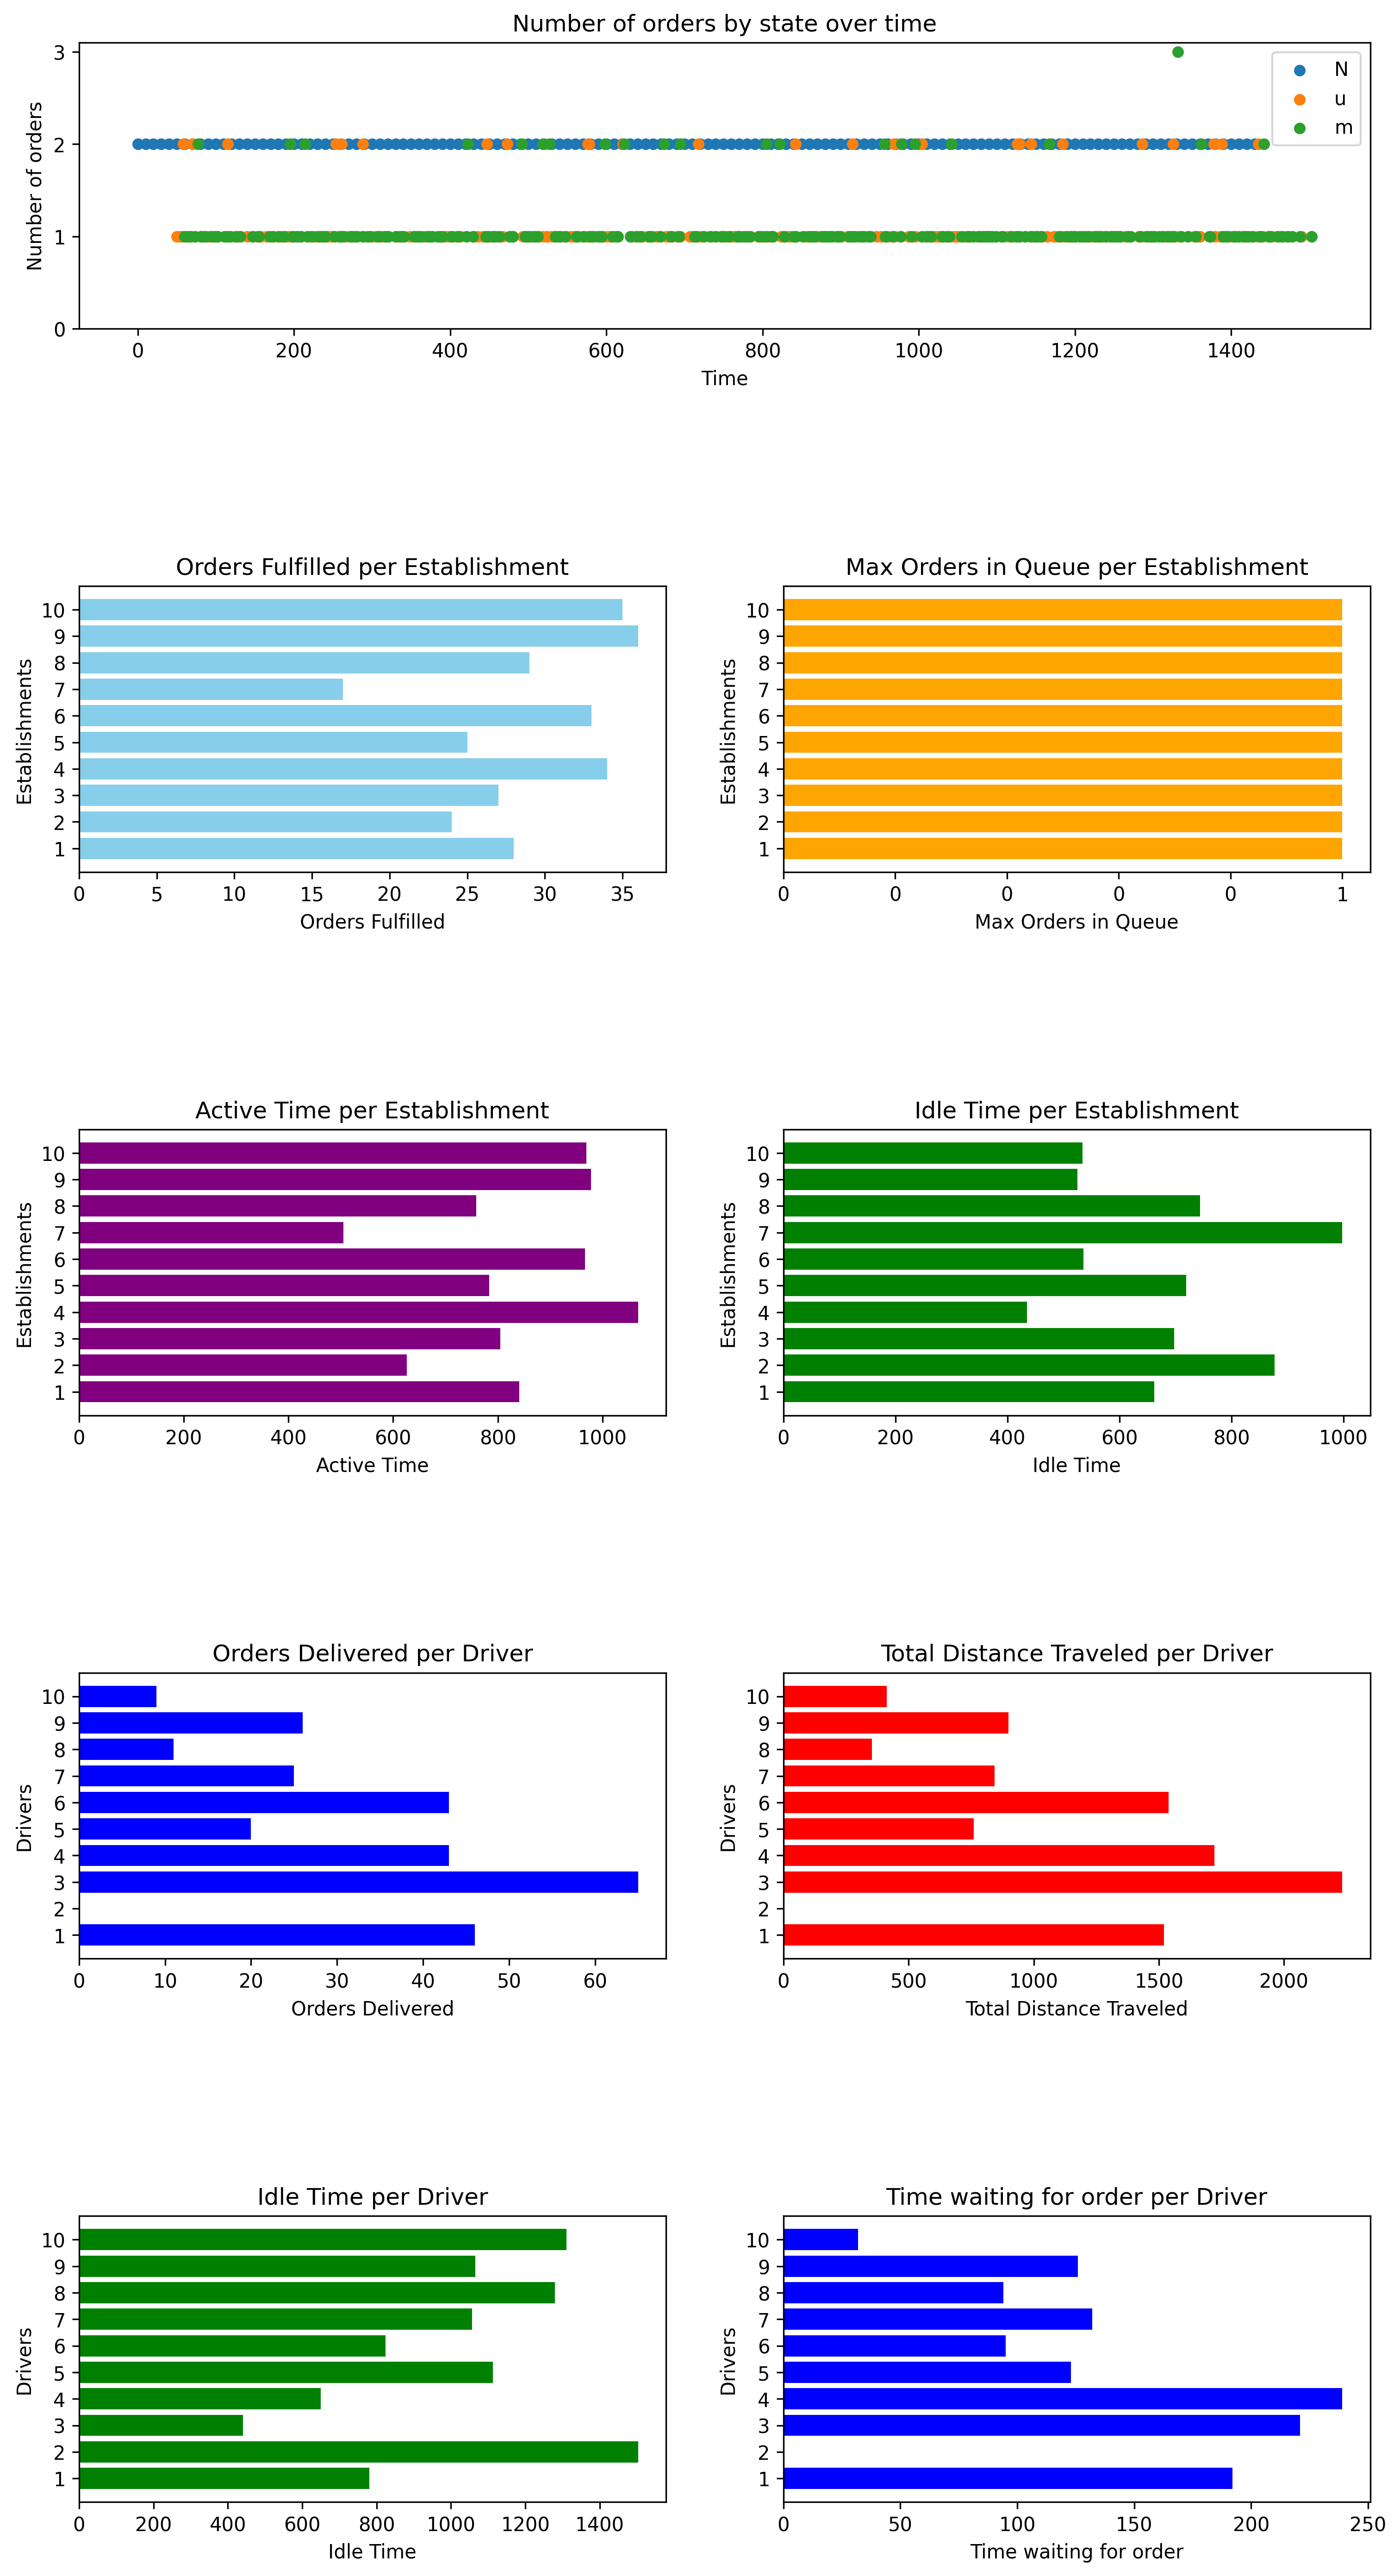 Number of orders by state over time
Number of orders
3
2
1
0
N
u
m
0 200 400 600 800 1000 1200 1400
Time
Orders Fulfilled per Establishment
Establishments
10
9
8
7
6
5
4
3
2
1
0 5 10 15 20 25 30 35
Orders Fulfilled
Max Orders in Queue per Establishment
Establishments
10
9
8
7
6
5
4
3
2
1
0 0 0 0 0 1
Max Orders in Queue
Active Time per Establishment
Establishments
10
9
8
7
6
5
4
3
2
1
0 200 400 600 800 1000
Active Time
Idle Time per Establishment
Establishments
10
9
8
7
6
5
4
3
2
1
0 200 400 600 800 1000
Idle Time
Orders Delivered per Driver
Drivers
10
9
8
7
6
5
4
3
2
1
0 10 20 30 40 50 60
Orders Delivered
Total Distance Traveled per Driver
Drivers
10
9
8
7
6
5
4
3
2
1
0 500 1000 1500 2000
Total Distance Traveled
Idle Time per Driver
Drivers
10
9
8
7
6
5
4
3
2
1
0 200 400 600 800 1000 1200 1400
Idle Time
Time waiting for order per Driver
Drivers
10
9
8
7
6
5
4
3
2
1
0 50 100 150 200 250
Time waiting for order